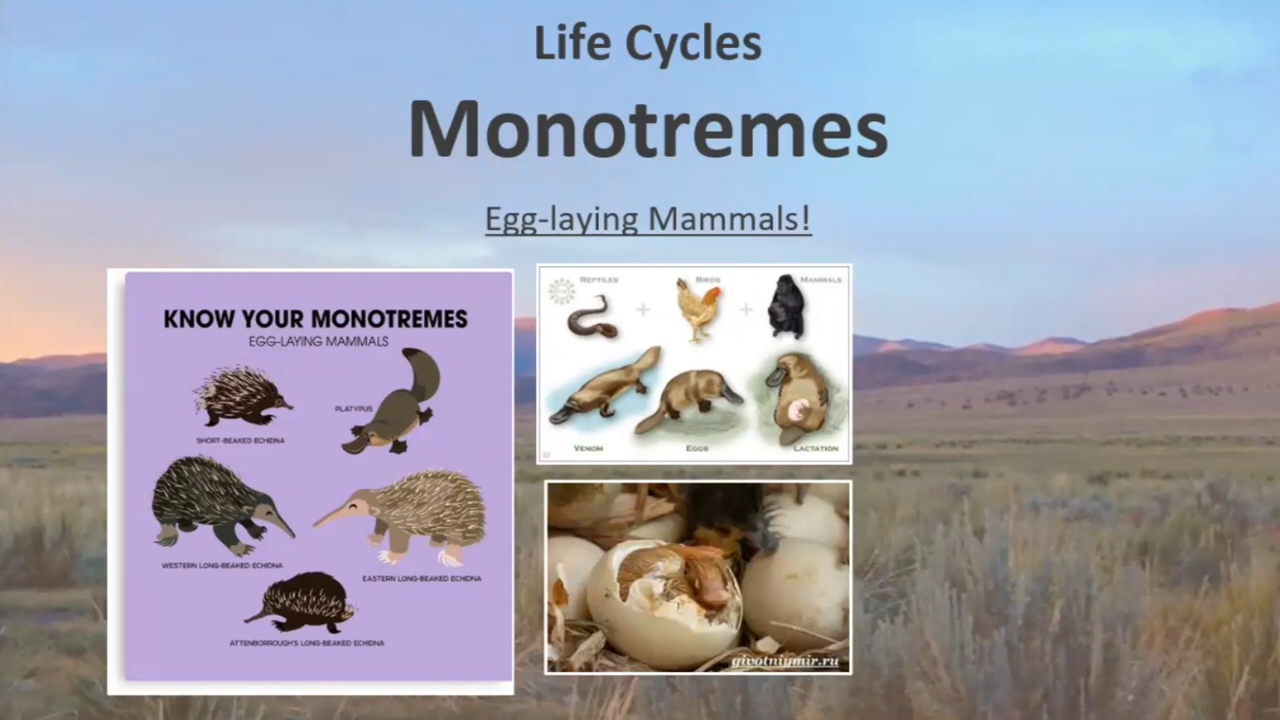 Life Cycles
Monotremes
Egg-laying Mammals!
KNOW YOUR MONOTREMES
EGG-LAYING MAMMALS
SHORT-BEAKED ECHIDNA
PLATYPUS
WESTERN LONG-BEAKED ECHIDNA
EASTERN LONG-BEAKED ECHIDNA
ATTENBOROUGH'S LONG-BEAKED ECHIDNA
REPTILES
BIRDS
MAMMALS
+
+
VENOM
EGGS
LACTATION
givotniymir.ru